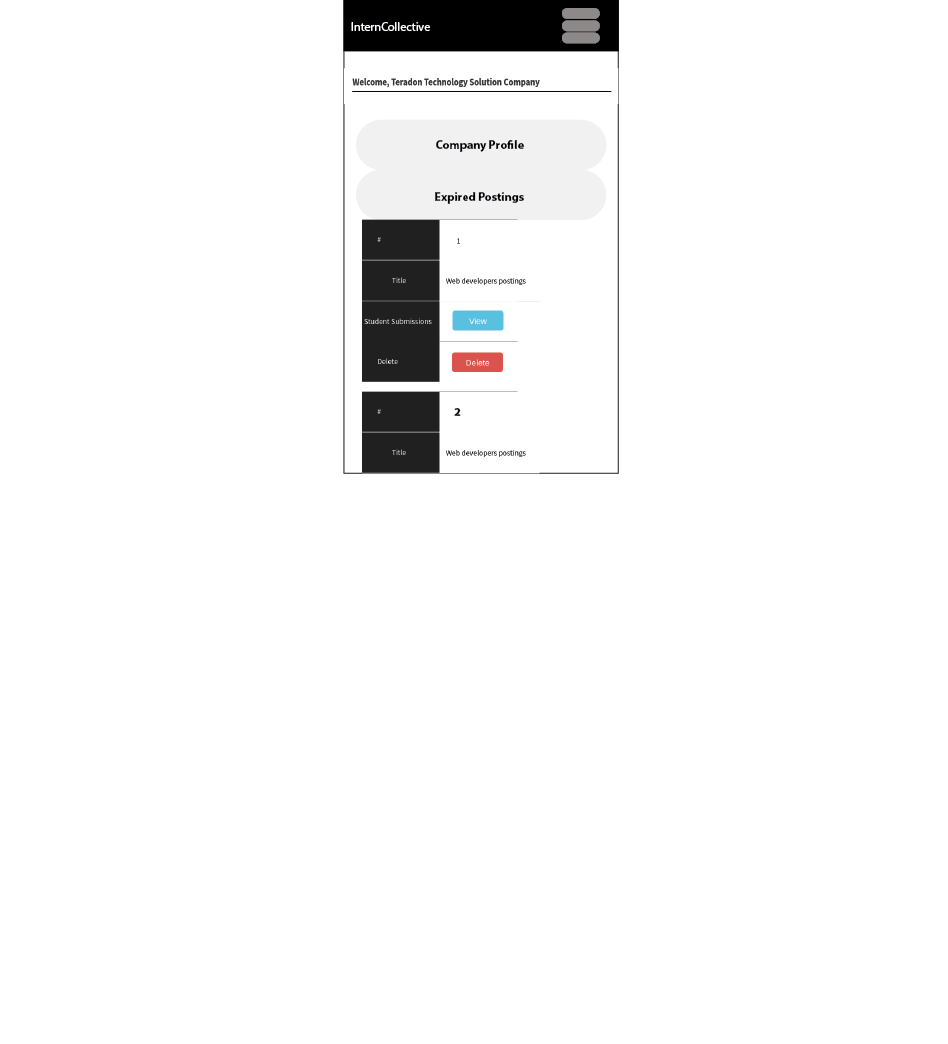 InternCollective
Welcome, Teradon Technology Solution Company
Company Profile
Expired Postings
# 1
Title Web developers postings
Student Submissions View
Delete Delete
# 2
Title Web developers postings